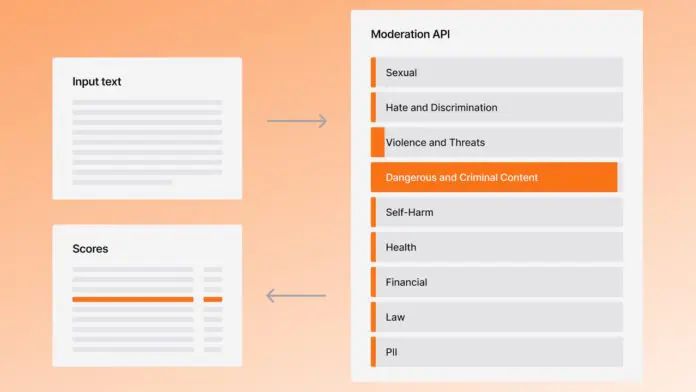 Input text
Scores
Moderation API
Sexual
Hate and Discrimination
Violence and Threats
Dangerous and Criminal Content
Self-Harm
Health
Financial
Law
PII